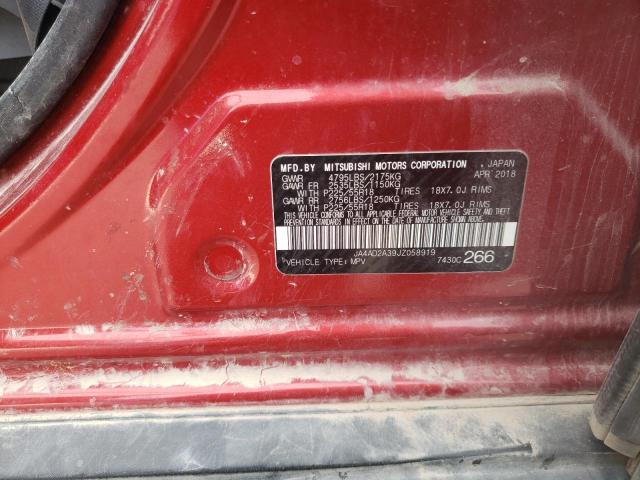 MFD.BY MITSUBISHI MOTORS CORPORATION , JAPAN
GVWR 4795LBS/2175KG APR 2018
GAWR FR 2535LBS/1150KG
WITH P225/55R18 TIRES 18X7.0J RIMS
GAWR RR 2756LBS/1250KG
WITH P225/55R18 TIRES 18X7.0J RIMS
THIS VEHICLE CONFORMS TO ALL APPLICABLE FEDERAL MOTOR VEHICLE SAFETY AND THEFT
PREVENTION STANDARDS IN EFFECT ON THE DATE OF MANUFACTURE SHOWN ABOVE.
JA4AD2A39JZ058919
VEHICLE TYPE: MPV 7430C 266